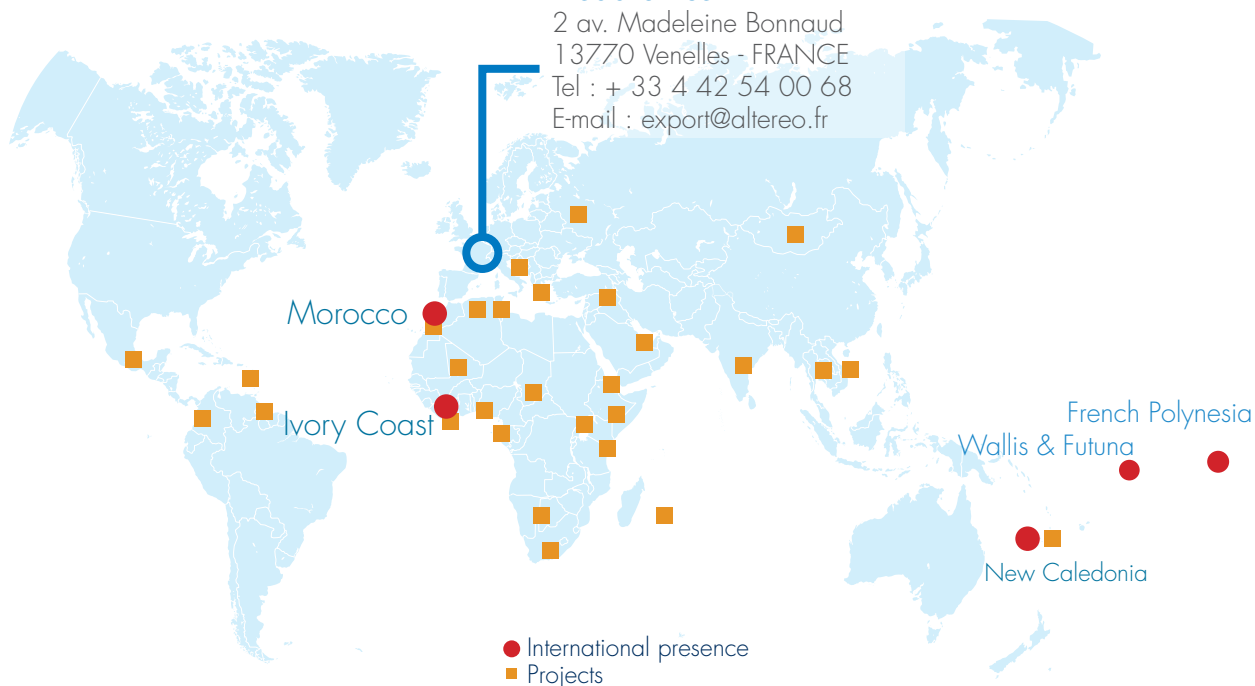 2 av. Madeleine Bonnaud
13770 Venelles - FRANCE
Tel : + 33 4 42 54 00 68
E-mail : export@altereo.fr
Morocco
Ivory Coast
French Polynesia
Wallis & Futuna
New Caledonia
International presence
Projects